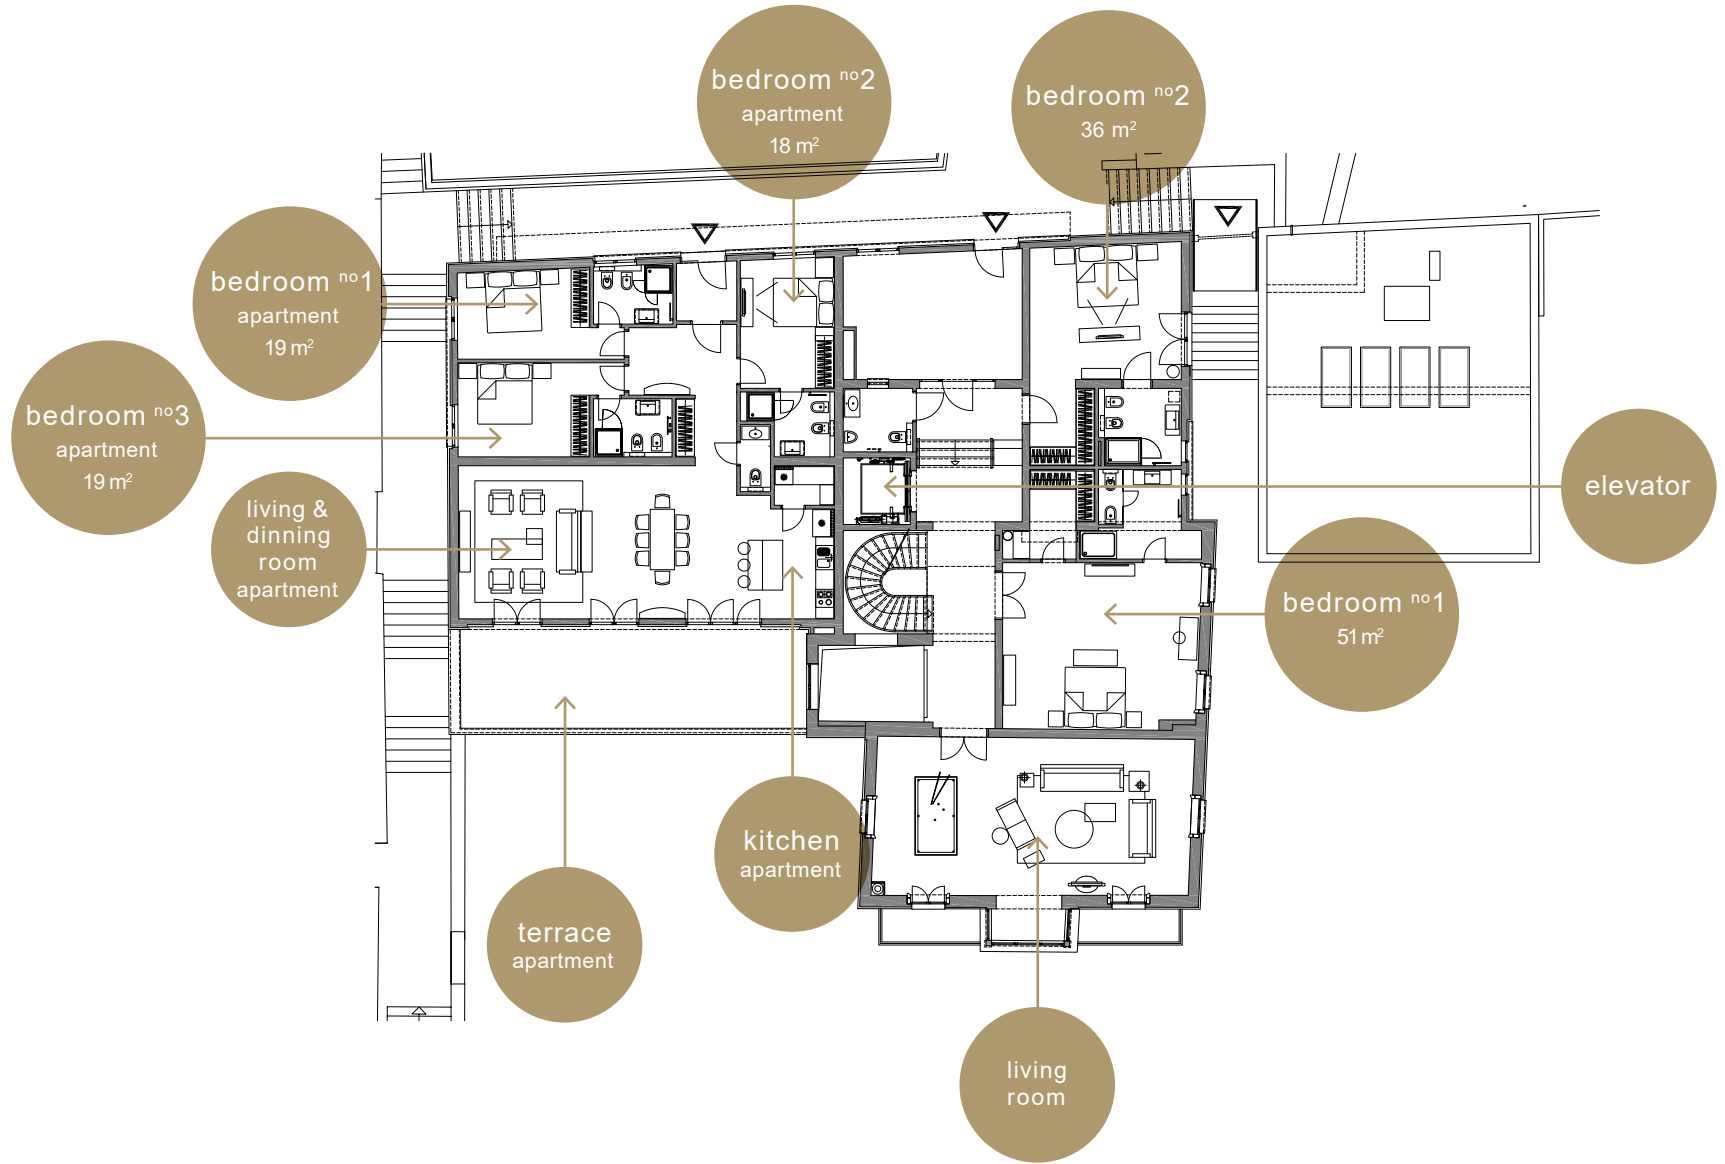 bedroom no2
apartment
18 m²
bedroom no2
36 m²
bedroom no1
apartment
19 m²
bedroom no3
apartment
19 m²
living &
dinning
room
apartment
elevator
bedroom no1
51 m²
kitchen
apartment
terrace
apartment
living
room